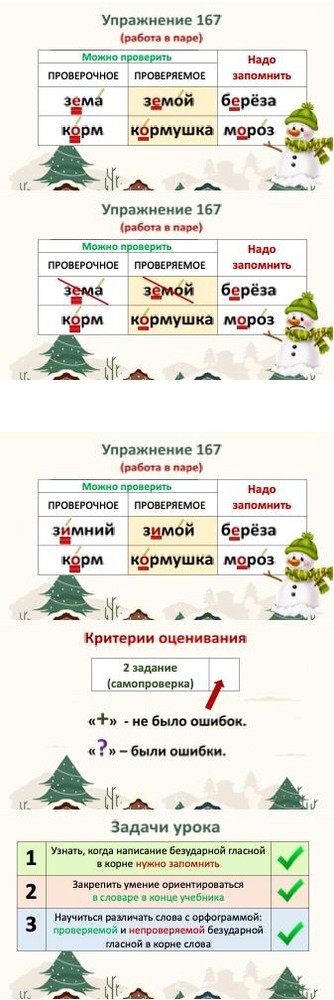 Упражнение 167
(работа в паре)
Можно проверить
Надо запомнить
ПРОВЕРОЧНОЕ ПРОВЕРЯЕМОЕ
зема земой берёза
корм кормушка мороз
Упражнение 167
(работа в паре)
Можно проверить
Надо запомнить
ПРОВЕРОЧНОЕ ПРОВЕРЯЕМОЕ
зема земой берёза
корм кормушка мороз
Упражнение 167
(работа в паре)
Можно проверить
Надо запомнить
ПРОВЕРОЧНОЕ ПРОВЕРЯЕМОЕ
зимний зимой берёза
корм кормушка мороз
Критерии оценивания
2 задание
(самопроверка)
«+» - не было ошибок.
«?» – были ошибки.
Задачи урока
1 Узнать, когда написание безударной гласной
в корне нужно запомнить
2 Закрепить умение ориентироваться
в словаре в конце учебника
3 Научиться различать слова с орфограммой:
проверяемой и непроверяемой безударной
гласной в корне слова